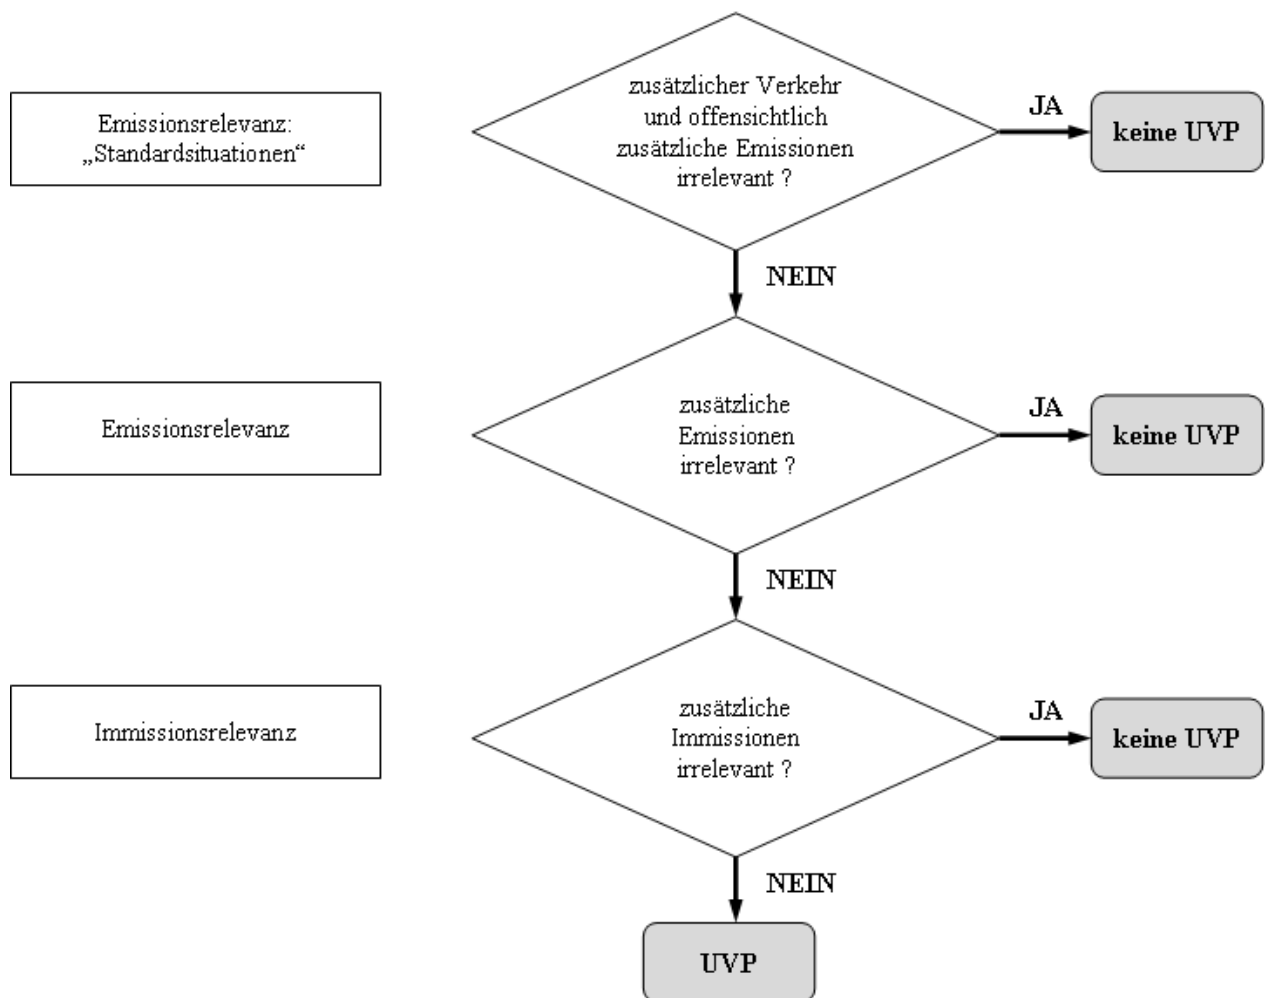 Emissionsrelevanz:
„Standardsituationen“
zusätzlicher Verkehr
und offensichtlich
zusätzliche Emissionen
irrelevant ?
JA
keine UVP
NEIN
Emissionsrelevanz
zusätzliche
Emissionen
irrelevant ?
JA
keine UVP
NEIN
Immissionsrelevanz
zusätzliche
Immissionen
irrelevant ?
JA
keine UVP
NEIN
UVP